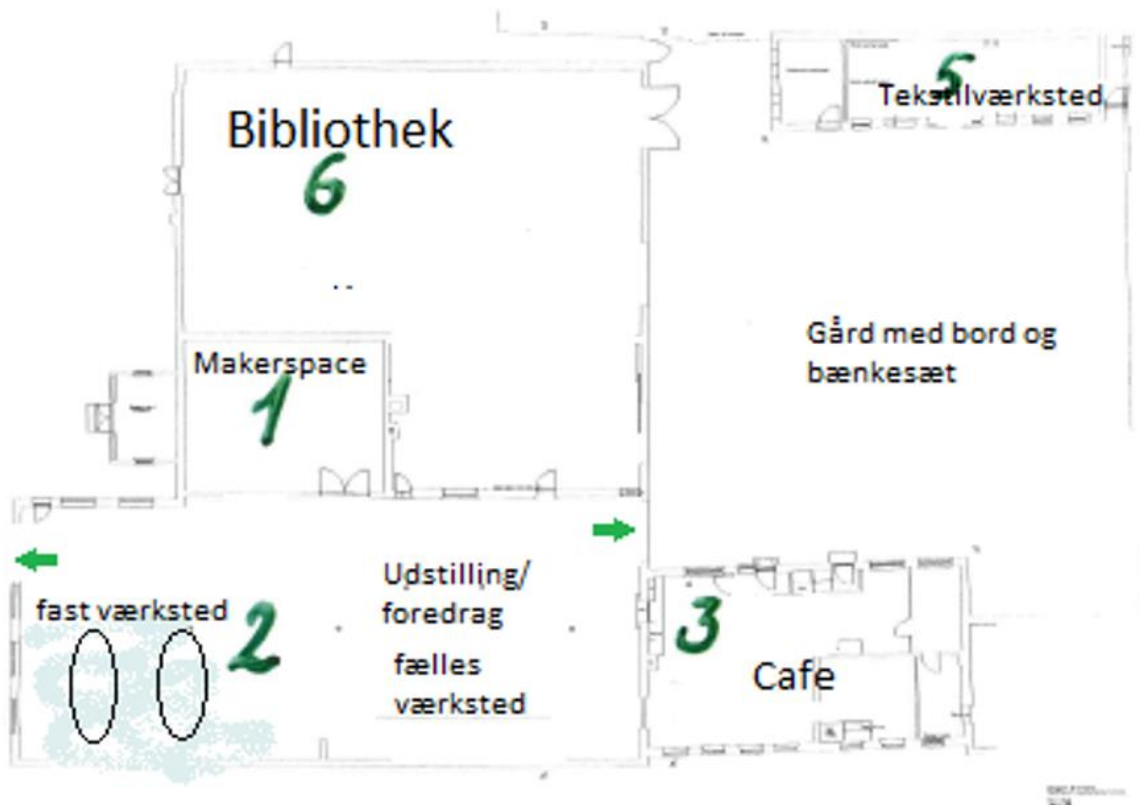 Bibliothek
6
5
Tekstilværksted
Makerspace
1
Gård med bord og
bænkesæt
fast værksted
2
Udstilling/
foredrag
fælles
værksted
3
Cafe